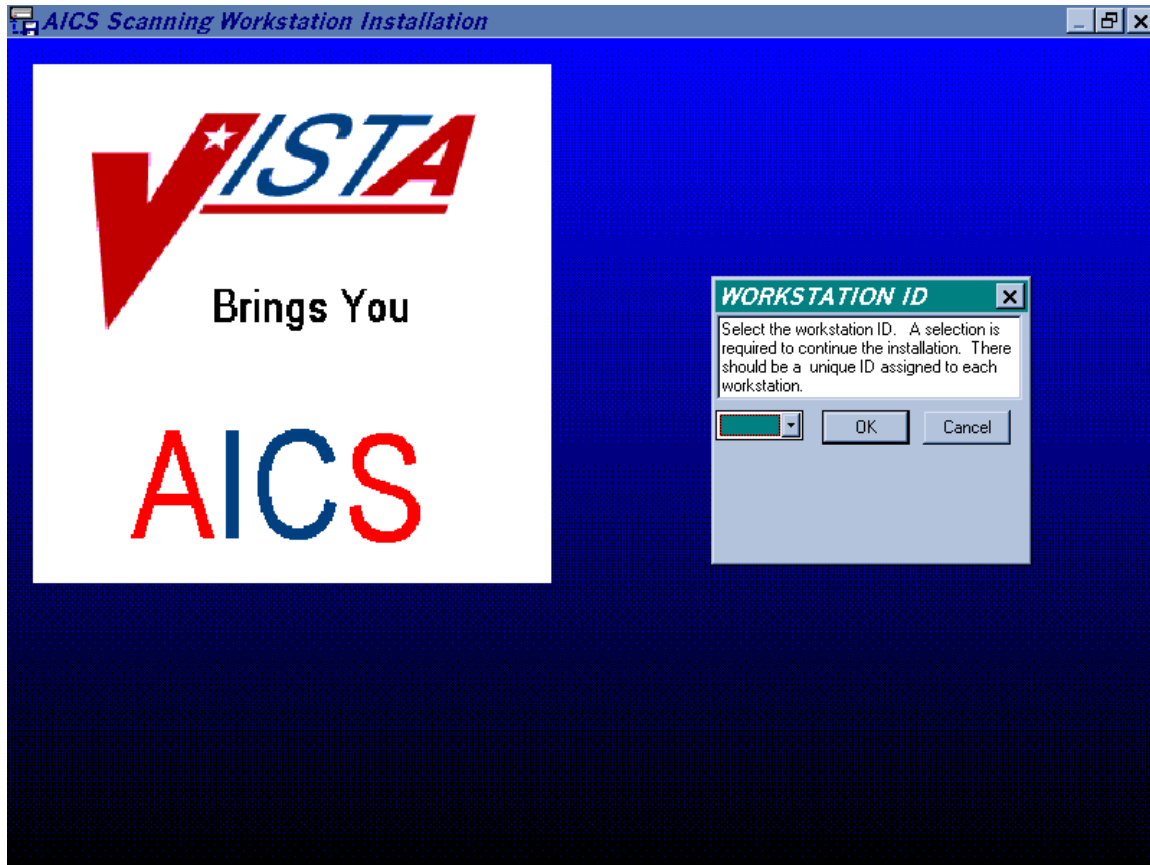 AICS Scanning Workstation Installation
VISTA
Brings You
AICS
WORKSTATION ID
Select the workstation ID. A selection is
required to continue the installation. There
should be a unique ID assigned to each
workstation.
OK Cancel